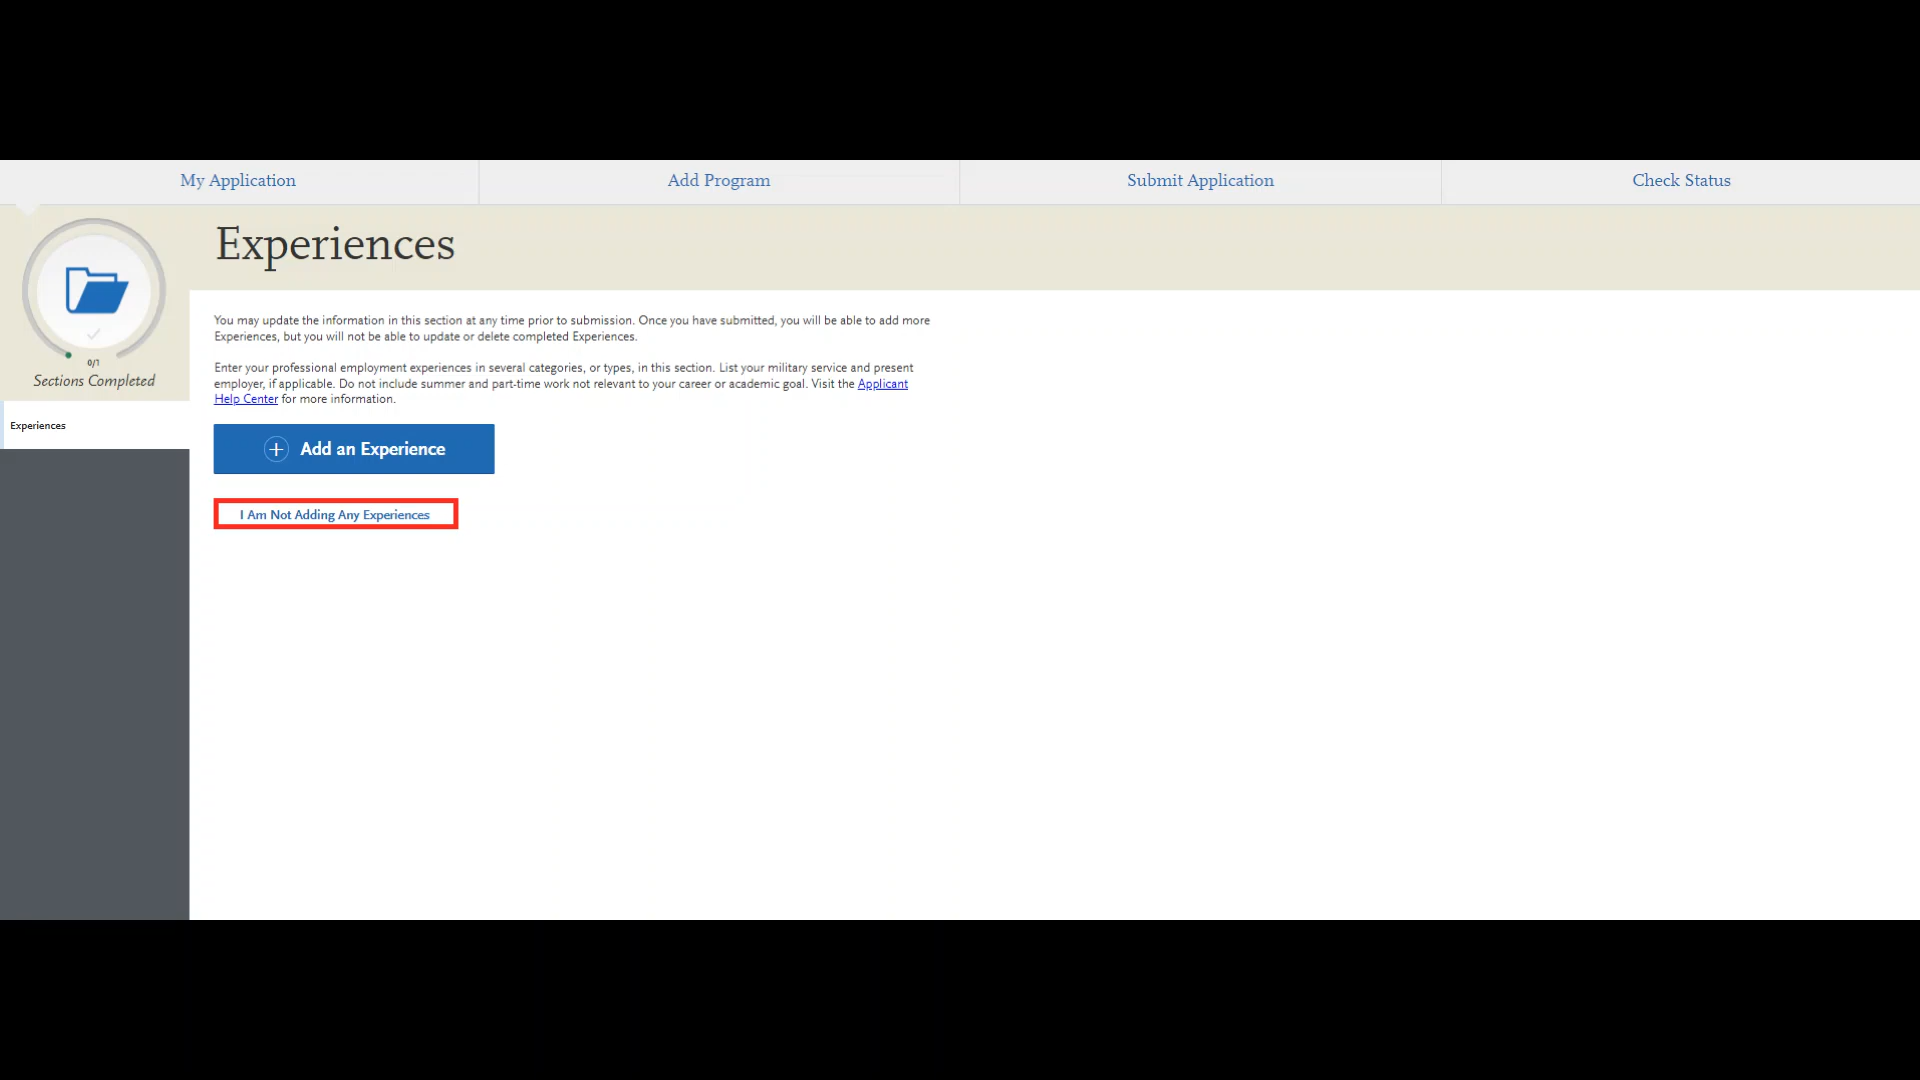 My Application
Add Program
Submit Application
Check Status
Experiences
0/1
Sections Completed
Experiences
You may update the information in this section at any time prior to submission. Once you have submitted, you will be able to add more
Experiences, but you will not be able to update or delete completed Experiences.
Enter your professional employment experiences in several categories, or types, in this section. List your military service and present
employer, if applicable. Do not include summer and part-time work not relevant to your career or academic goal. Visit the Applicant
Help Center for more information.
Add an Experience
I Am Not Adding Any Experiences